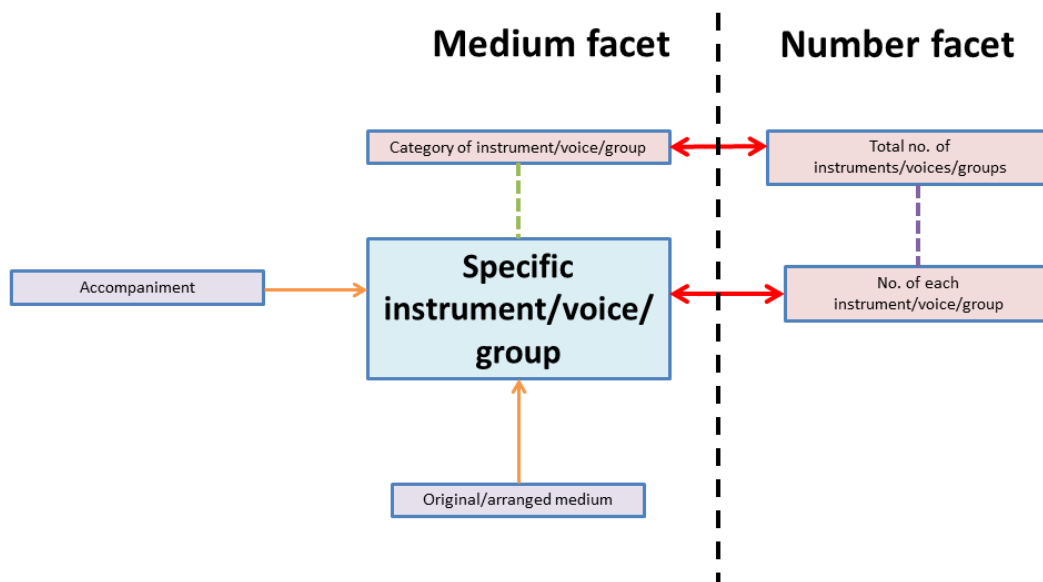 Medium facet
Number facet
Category of instrument/voice/group
Total no. of
instruments/voices/groups
Specific
instrument/voice/
group
Accompaniment
No. of each
instrument/voice/group
Original/arranged medium